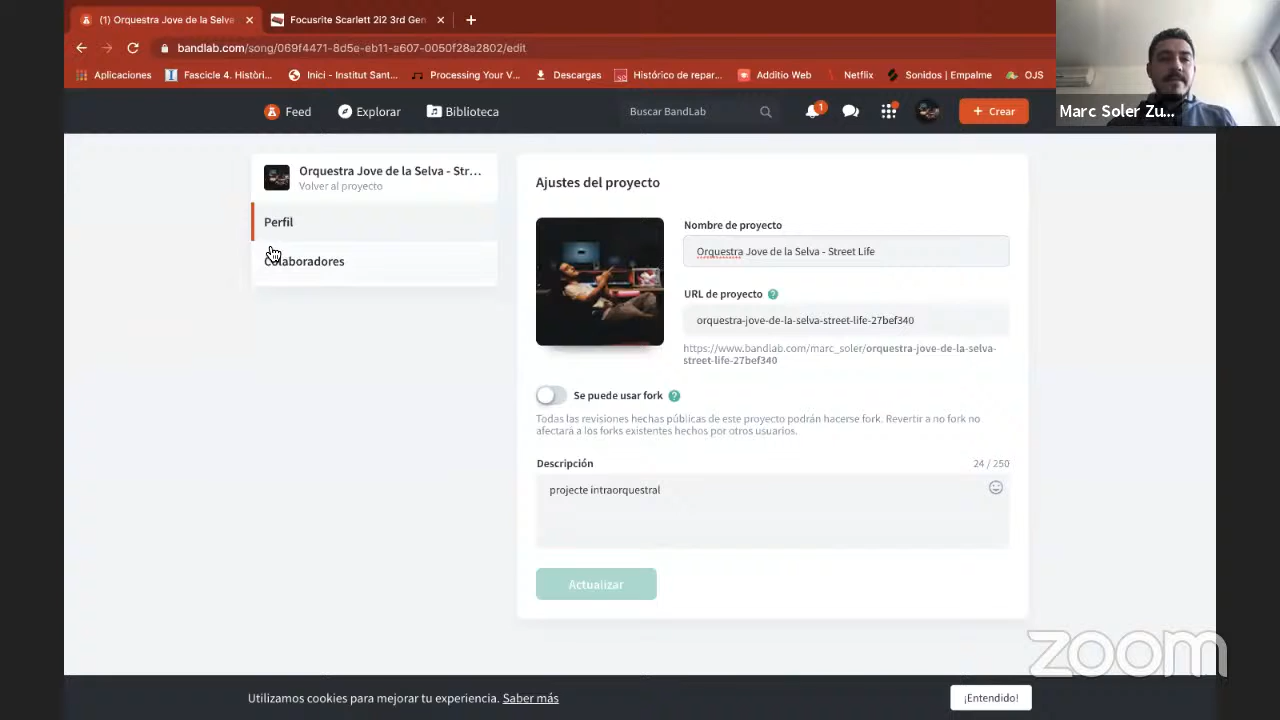 (1) Orquestra Jove de la Selva
Focusrite Scarlett 2i2 3rd Gen
bandlab.com/song/069f4471-8d5e-eb11-a607-0050f28a2802/edit
Aplicaciones
Fascicle 4. Històri...
Inici - Institut Sant...
Processing Your V...
Descargas
Histórico de repar...
Additio Web
Netflix
Sonidos | Empalme
OJS
Marc Soler Zu...
Feed
Explorar
Biblioteca
Buscar BandLab
1
+ Crear
Orquestra Jove de la Selva - Str...
Volver al proyecto
Perfil
Colaboradores
Ajustes del proyecto
Nombre de proyecto
Orquestra Jove de la Selva - Street Life
URL de proyecto ?
orquestra-jove-de-la-selva-street-life-27bef340
https://www.bandlab.com/marc_soler/orquestra-jove-de-la-selva-
street-life-27bef340
Se puede usar fork ?
Todas las revisiones hechas públicas de este proyecto podrán hacerse fork. Revertir a no fork no
afectará a los forks existentes hechos por otros usuarios.
Descripción
24 / 250
projecte intraorquestral
Actualizar
zoom
Utilizamos cookies para mejorar tu experiencia. Saber más
¡Entendido!